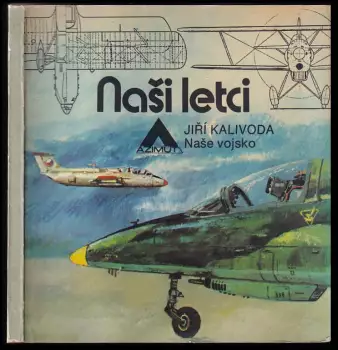 Naši letci
JIŘÍ KALIVODA
AZIMUT
Naše vojsko